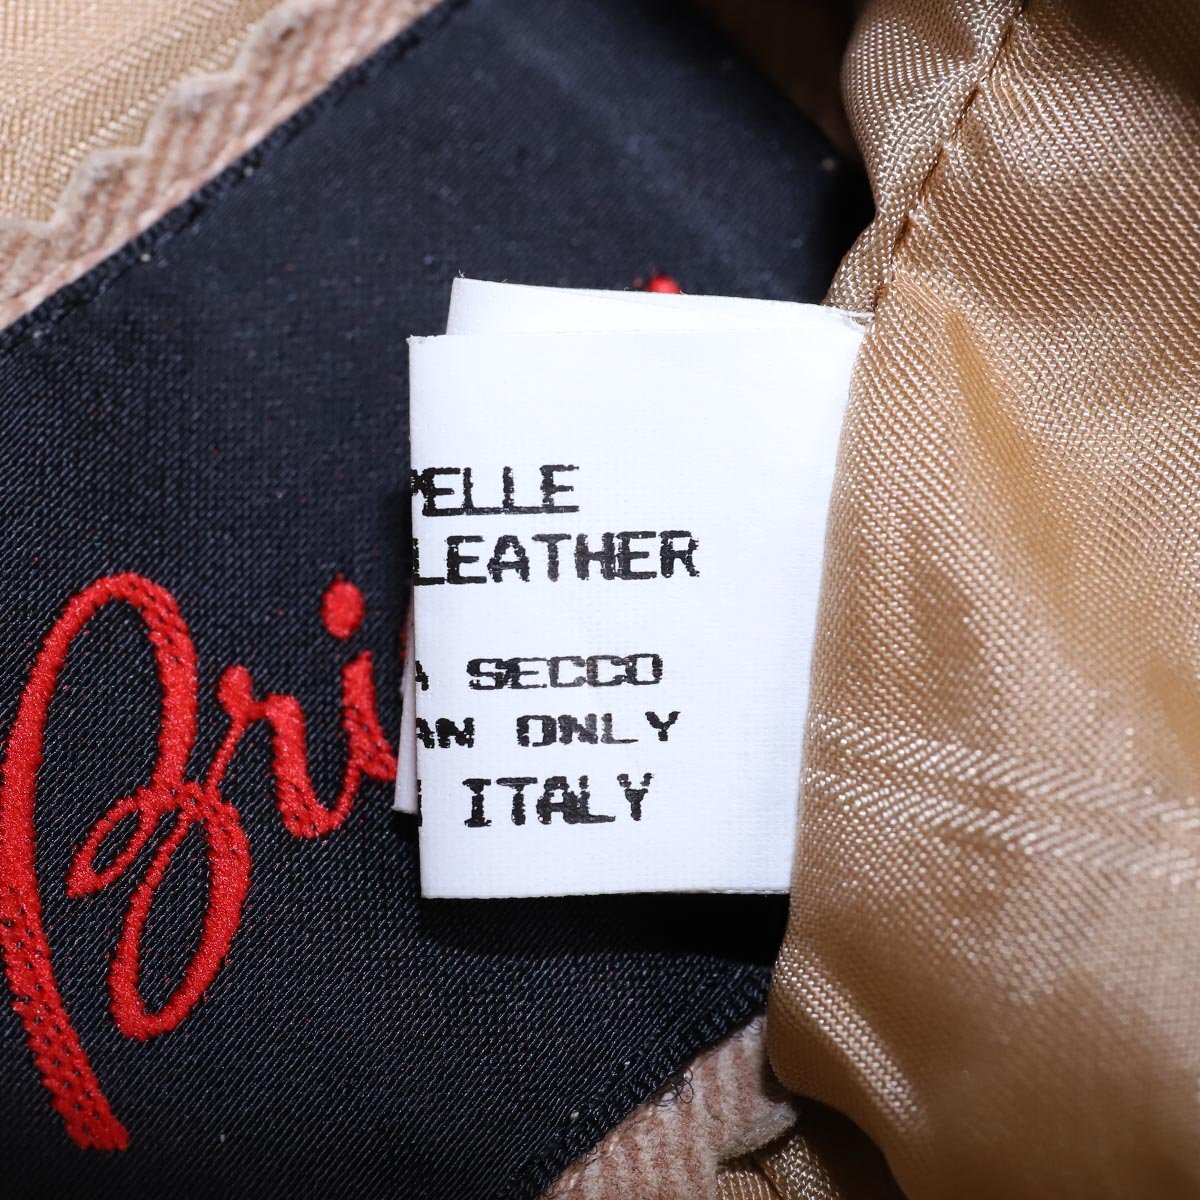 PELLE
LEATHER
A SECCO
AN ONLY
ITALY
Bri